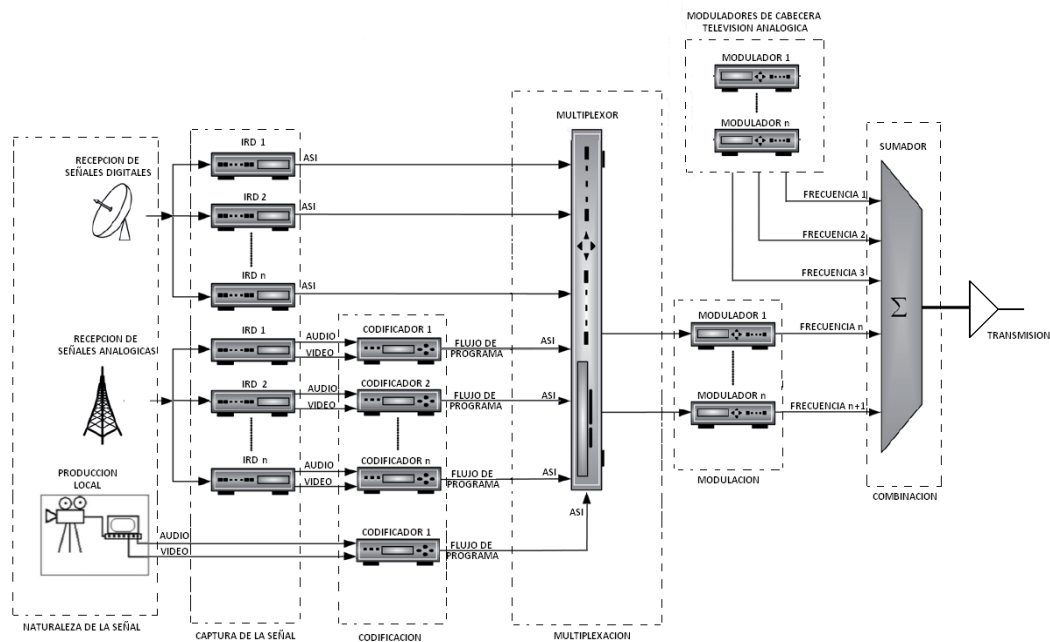 MODULADORES DE CABECERA
TELEVISION ANALOGICA
MODULADOR 1
MODULADOR n
MULTIPLEXOR
SUMADOR
RECEPCION DE
SEÑALES DIGITALES
IRD 1
ASI
IRD 2
ASI
IRD n
ASI
FRECUENCIA 1
FRECUENCIA 2
FRECUENCIA 3
Σ
TRANSMISION
RECEPCION DE
SEÑALES ANALOGICAS
IRD 1
AUDIO
VIDEO
CODIFICADOR 1
FLUJO DE
PROGRAMA
ASI
MODULADOR 1
FRECUENCIA n
IRD 2
AUDIO
VIDEO
CODIFICADOR 2
FLUJO DE
PROGRAMA
ASI
MODULADOR n
FRECUENCIA n+1
IRD n
AUDIO
VIDEO
CODIFICADOR n
FLUJO DE
PROGRAMA
ASI
MODULACION
COMBINACION
PRODUCCION
LOCAL
AUDIO
VIDEO
CODIFICADOR 1
FLUJO DE
PROGRAMA
ASI
NATURALEZA DE LA SEÑAL
CAPTURA DE LA SEÑAL
CODIFICACION
MULTIPLEXACION